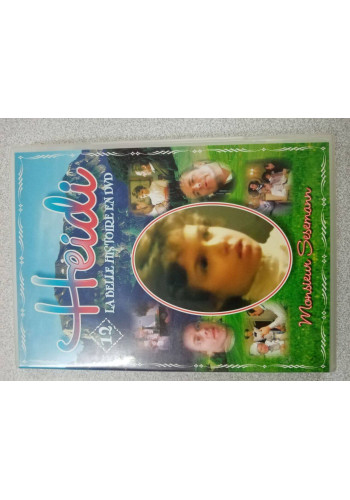 Heidi
12 LA BELLE HISTOIRE EN DVD
Monsieur Sesemann